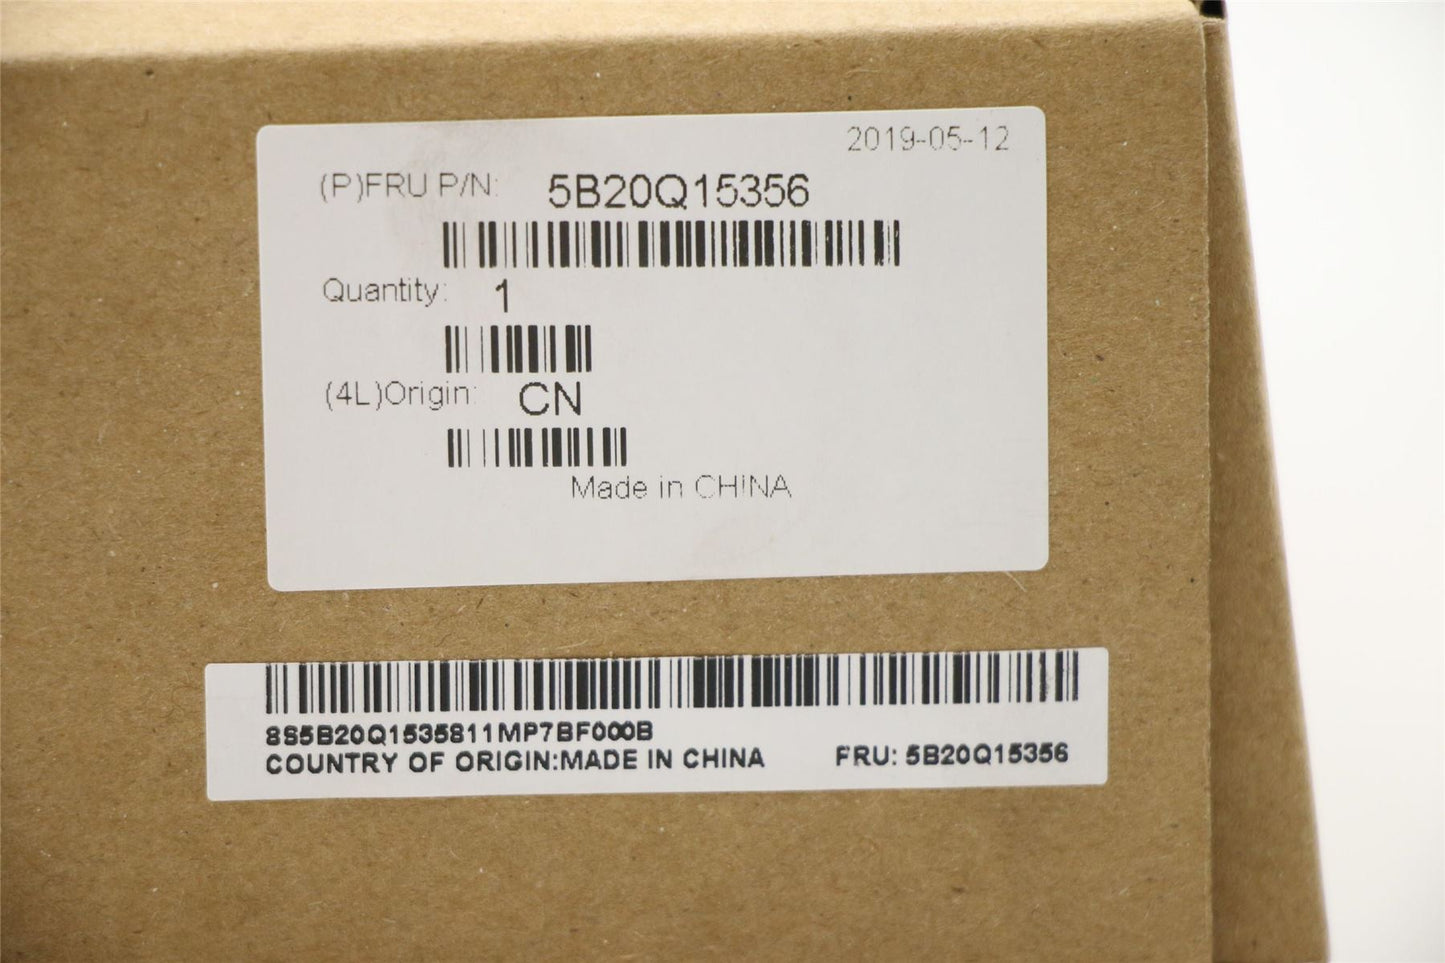 2019-05-12
(P)FRU P/N: 5B20Q15356
Quantity: 1
(4L)Origin: CN
Made in CHINA
8S5B20Q1535811MP7BF000B
COUNTRY OF ORIGIN:MADE IN CHINA FRU: 5B20Q15356